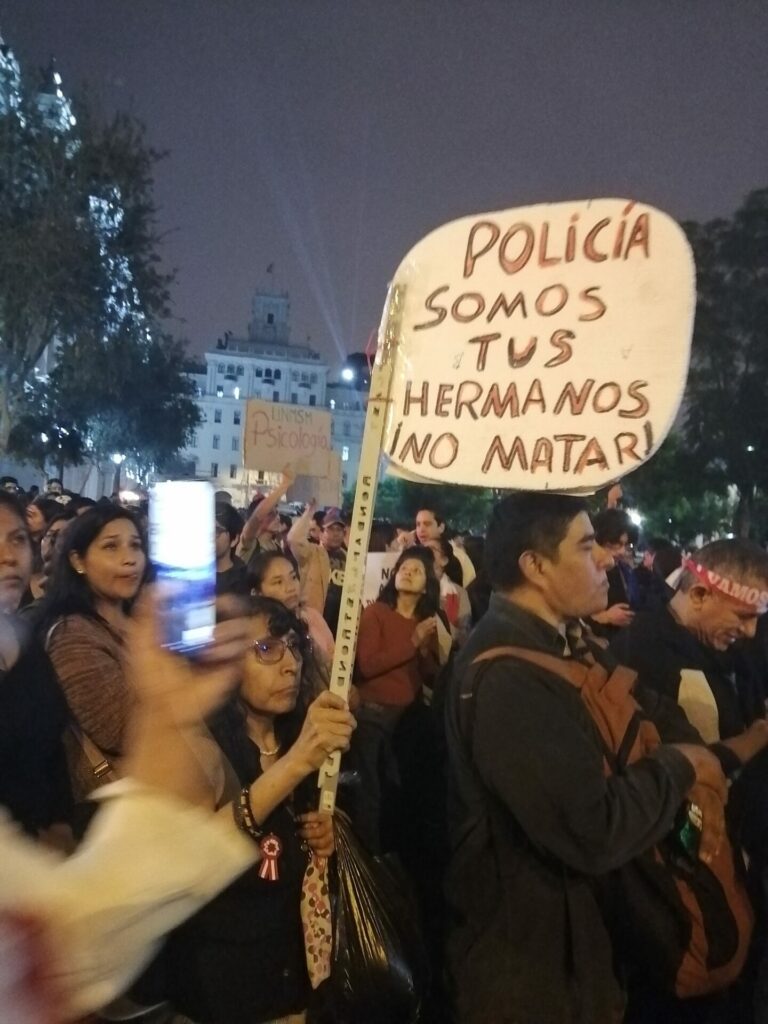 POLICÍA
SOMOS
TUS
HERMANOS
¡NO MATAR!
UNMSM
Psicología
VAMOS